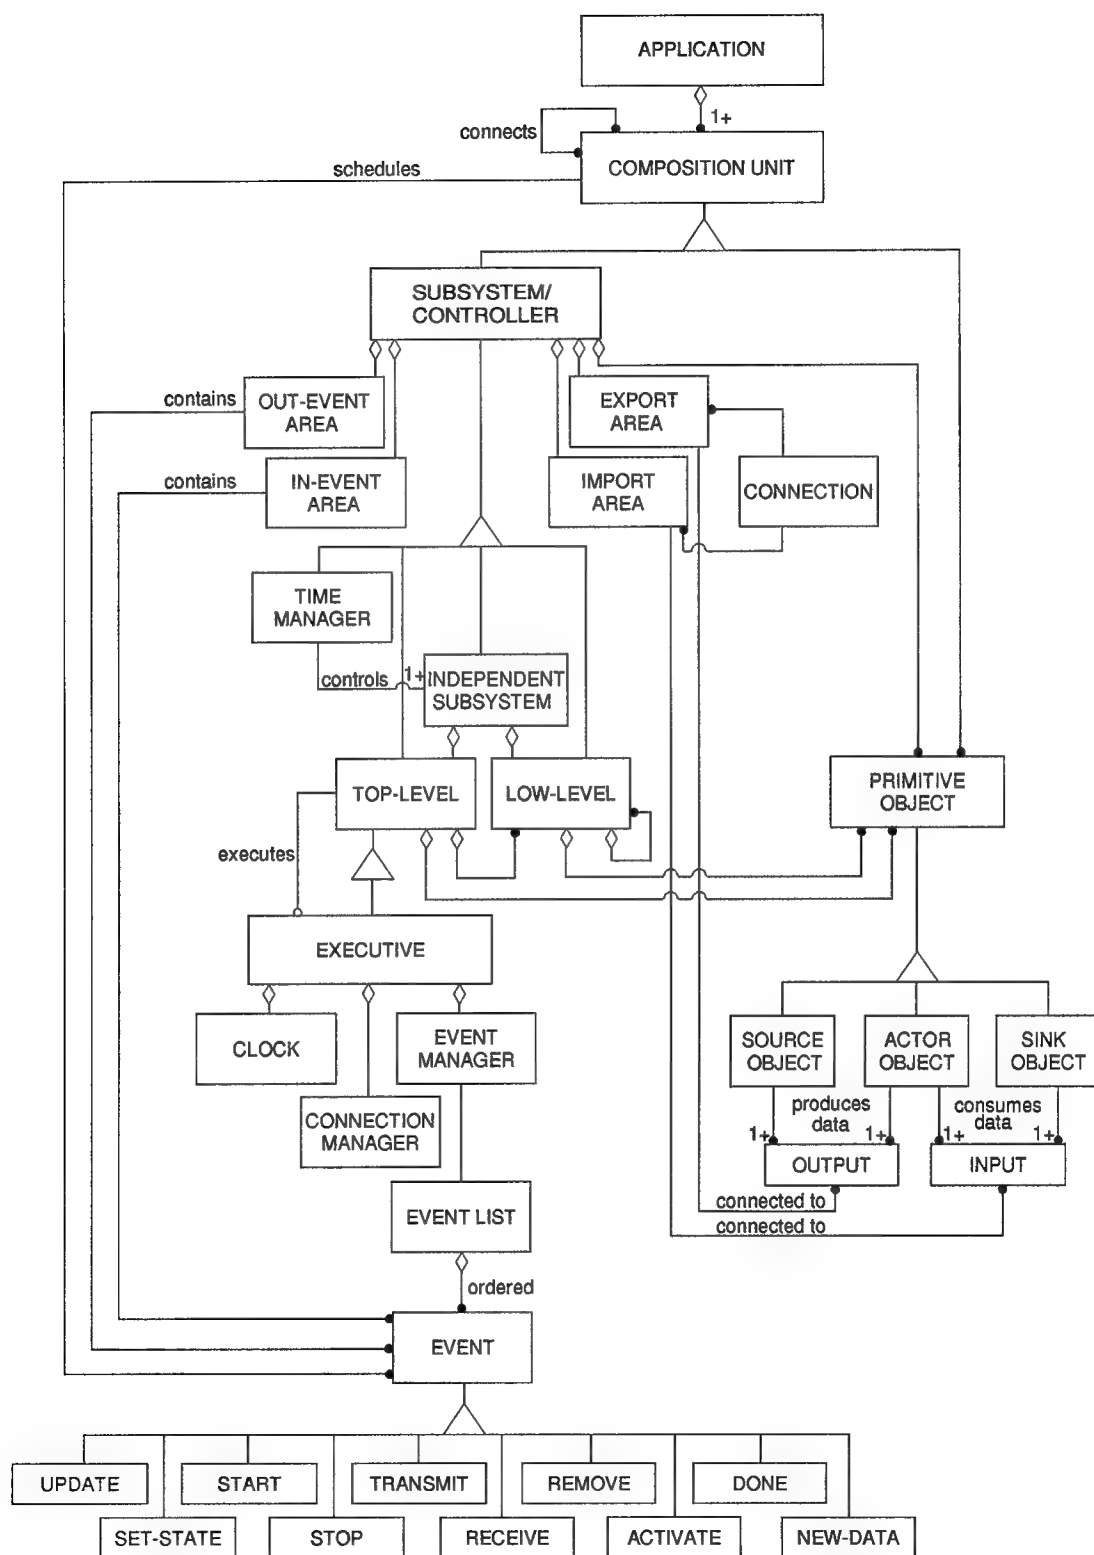 APPLICATION
1+
connects
COMPOSITION UNIT
schedules
SUBSYSTEM/
CONTROLLER
contains
OUT-EVENT
AREA
EXPORT
AREA
contains
IN-EVENT
AREA
IMPORT
AREA
CONNECTION
TIME
MANAGER
controls
1+
INDEPENDENT
SUBSYSTEM
TOP-LEVEL
LOW-LEVEL
PRIMITIVE
OBJECT
executes
EXECUTIVE
CLOCK
EVENT
MANAGER
SOURCE
OBJECT
ACTOR
OBJECT
SINK
OBJECT
CONNECTION
MANAGER
produces
data
consumes
data
1+
1+
1+
1+
OUTPUT
INPUT
connected to
connected to
EVENT LIST
ordered
EVENT
UPDATE
START
TRANSMIT
REMOVE
DONE
SET-STATE
STOP
RECEIVE
ACTIVATE
NEW-DATA